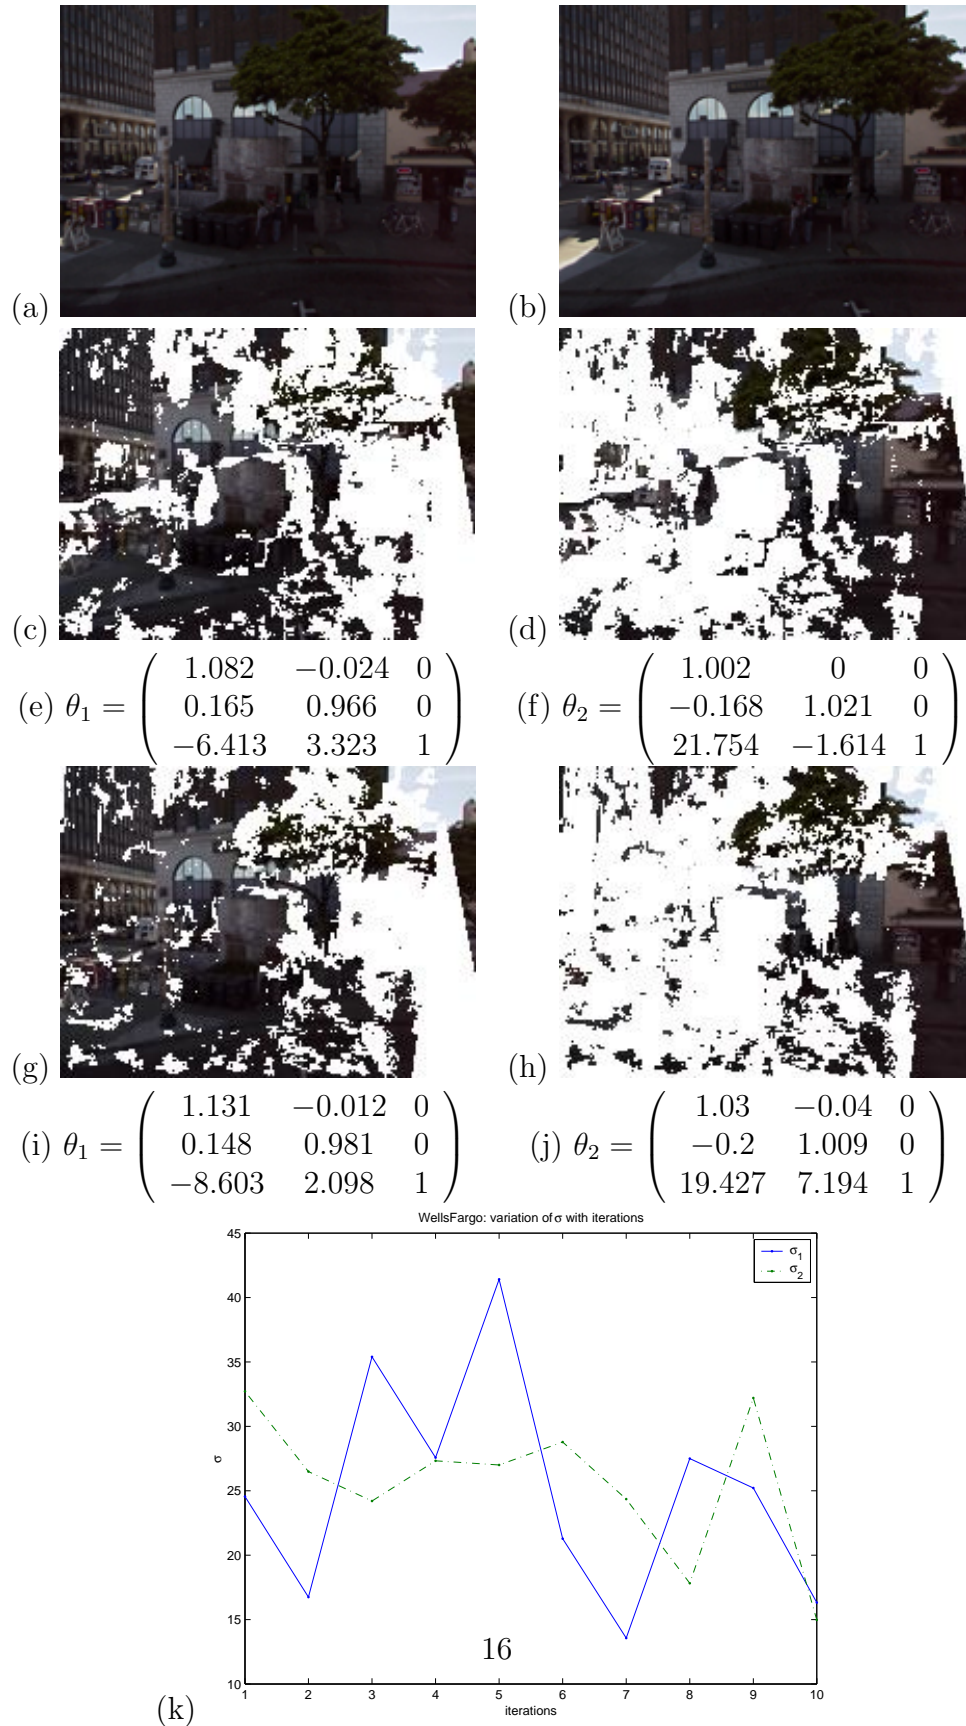 (a) (b)
(c) (d)
(e) θ₁ = ( 1.082 −0.024 0
0.165 0.966 0
−6.413 3.323 1 )
(f) θ₂ = ( 1.002 0 0
−0.168 1.021 0
21.754 −1.614 1 )
(g) (h)
(i) θ₁ = ( 1.131 −0.012 0
0.148 0.981 0
−8.603 2.098 1 )
(j) θ₂ = ( 1.03 −0.04 0
−0.2 1.009 0
19.427 7.194 1 )
WellsFargo: variation of σ with iterations
45
40
35
30
25
20
15
10
σ
σ₁
σ₂
16
1 2 3 4 5 6 7 8 9 10
iterations
(k)